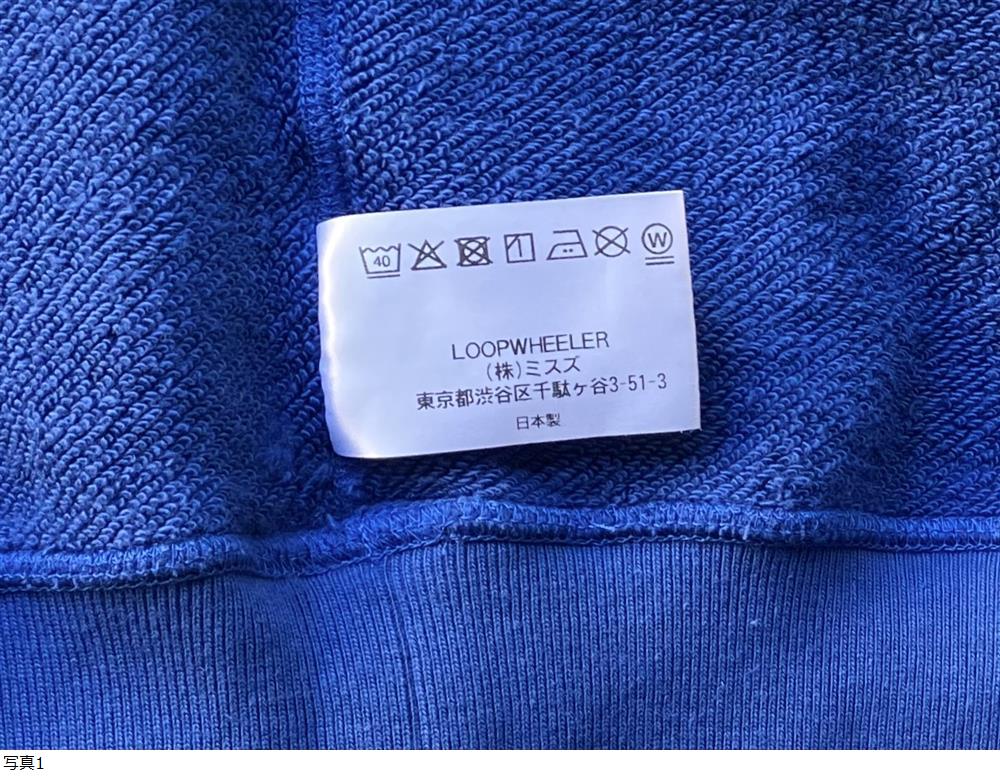 40 W
LOOPWHEELER
(株)ミスズ
東京都渋谷区千駄ヶ谷3-51-3
日本製
写真1